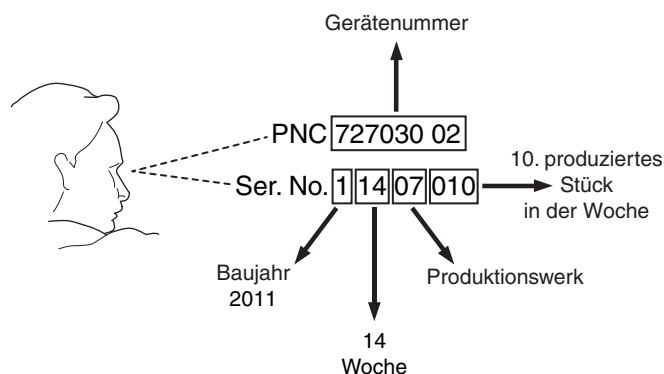 Gerätenummer
PNC 727030 02
Ser. No. 1 14 07 010
10. produziertes
Stück
in der Woche
Baujahr
2011
Produktionswerk
14
Woche